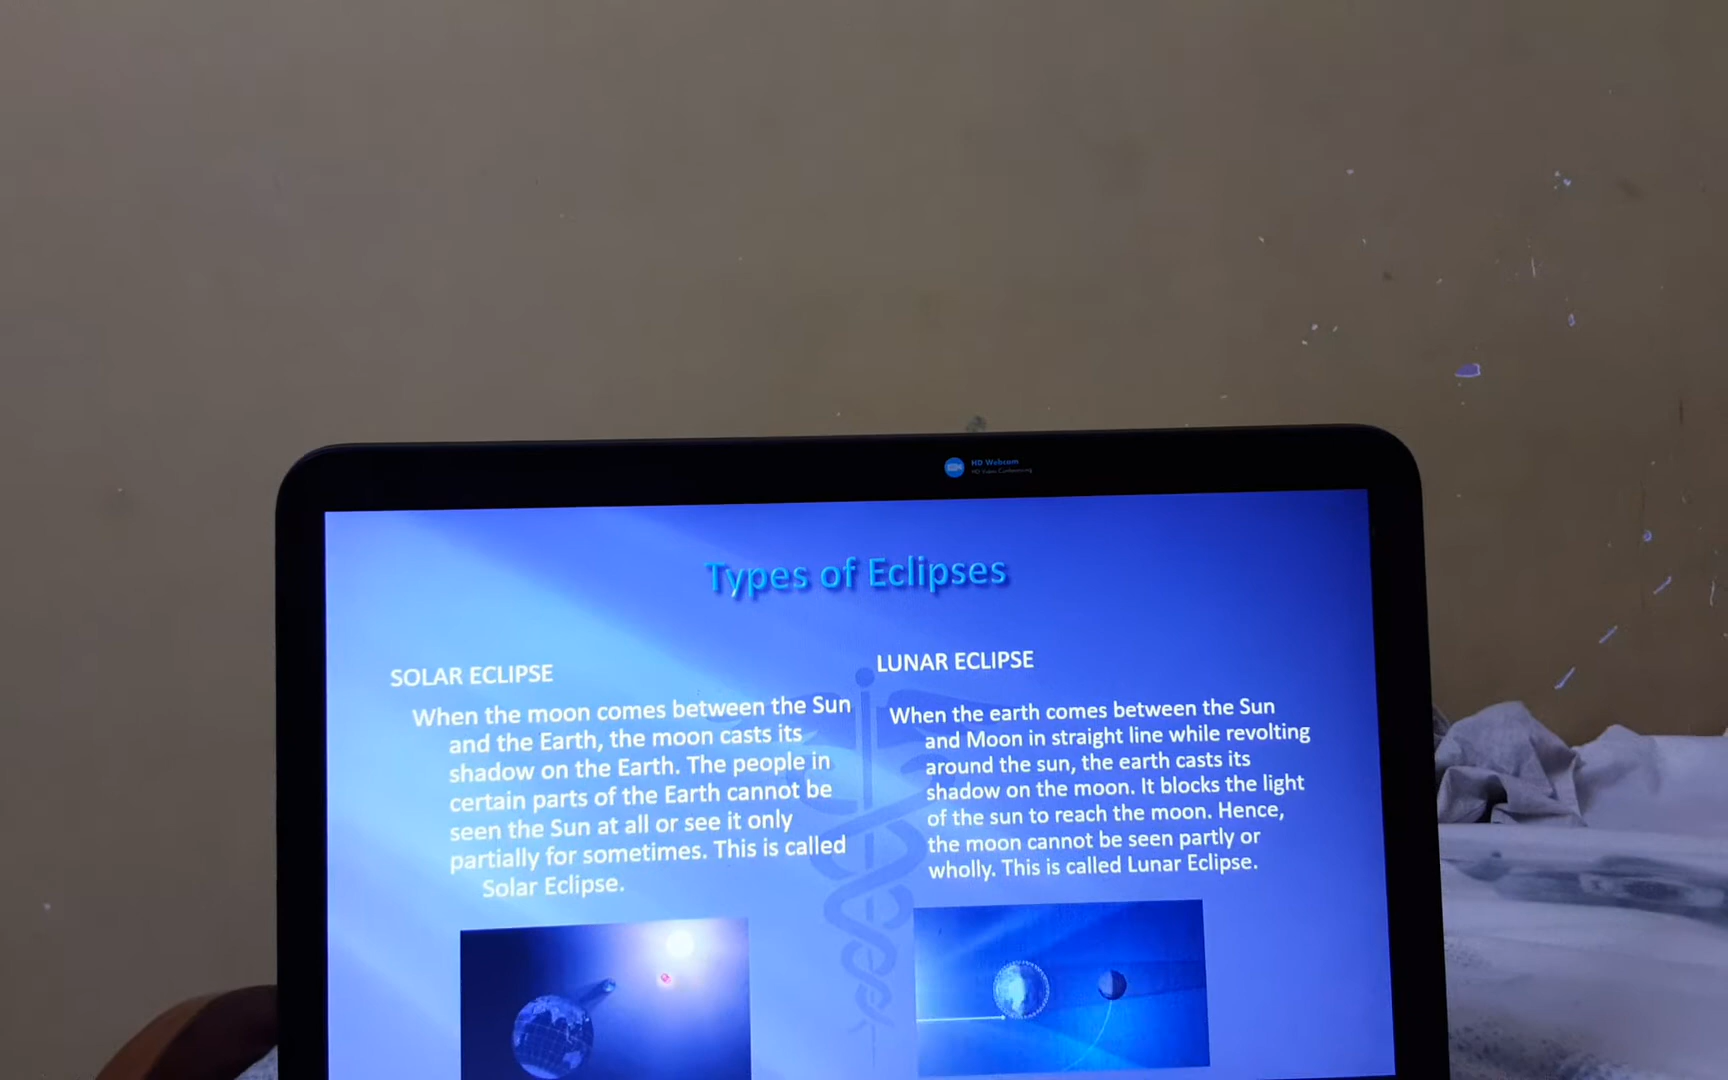 HD Webcam
HD Video Conferencing
Types of Eclipses
SOLAR ECLIPSE
When the moon comes between the Sun
and the Earth, the moon casts its
shadow on the Earth. The people in
certain parts of the Earth cannot be
seen the Sun at all or see it only
partially for sometimes. This is called
Solar Eclipse.
LUNAR ECLIPSE
When the earth comes between the Sun
and Moon in straight line while revolting
around the sun, the earth casts its
shadow on the moon. It blocks the light
of the sun to reach the moon. Hence,
the moon cannot be seen partly or
wholly. This is called Lunar Eclipse.